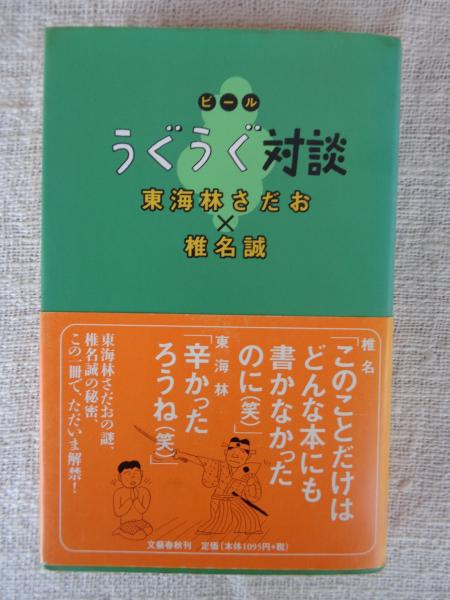 ビール
うぐうぐ対談
東海林さだお
×
椎名誠
椎名
「このことだけは
どんな本にも
書かなかった
のに(笑)」
東海林
「辛かった
ろうね(笑)」
東海林さだおの謎、
椎名誠の秘密、
この一冊で、ただいま解禁!
文藝春秋刊 定価(本体1095円+税)